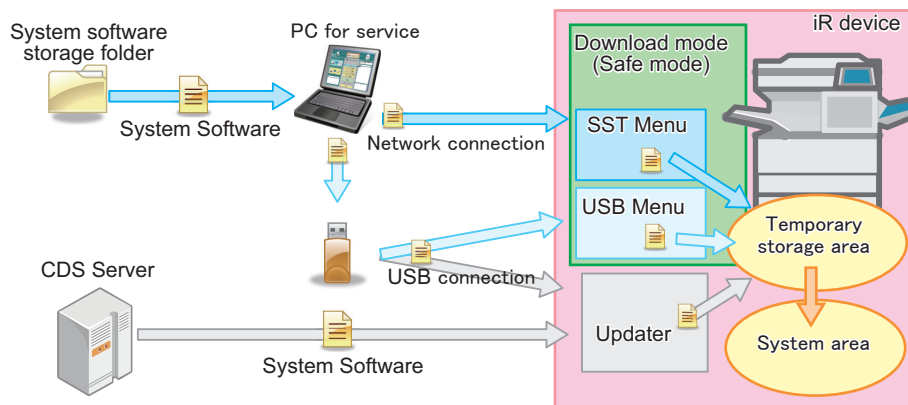 System software
storage folder
PC for service
iR device
Download mode
(Safe mode)
System Software
Network connection
SST Menu
USB Menu
Temporary
storage area
CDS Server
USB connection
Updater
System Software
System area